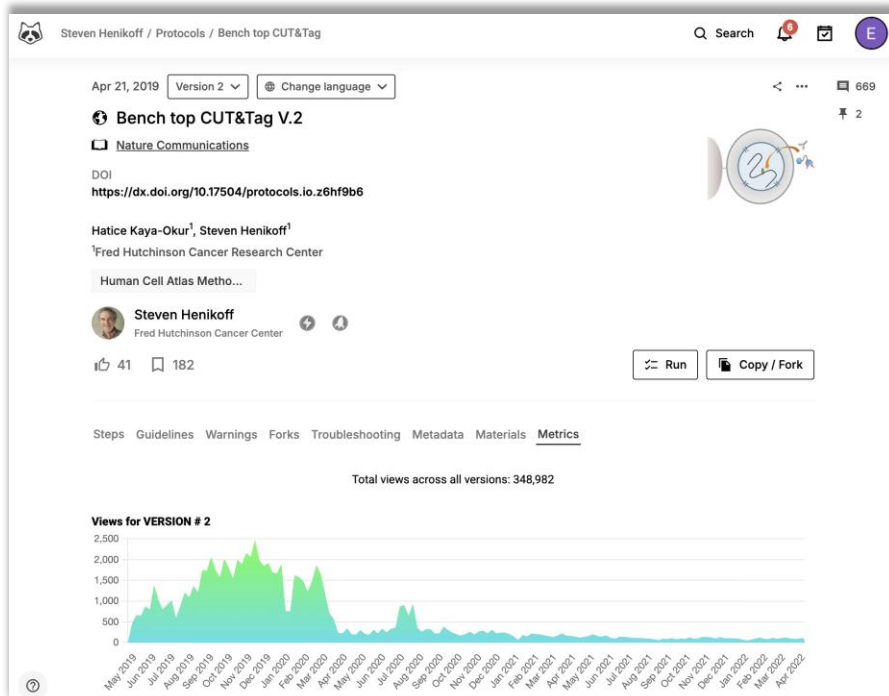 Steven Henikoff / Protocols / Bench top CUT&Tag
Search
6
E
Apr 21, 2019 Version 2 Change language
669
Bench top CUT&Tag V.2
2
Nature Communications
DOI
https://dx.doi.org/10.17504/protocols.io.z6hf9b6
Hatice Kaya-Okur1, Steven Henikoff1
1Fred Hutchinson Cancer Research Center
Human Cell Atlas Metho...
Steven Henikoff
Fred Hutchinson Cancer Center
41 182
Run Copy / Fork
Steps Guidelines Warnings Forks Troubleshooting Metadata Materials Metrics
Total views across all versions: 348,982
Views for VERSION # 2
2,500
2,000
1,500
1,000
500
0
May 2019 Jun 2019 Jul 2019 Aug 2019 Sep 2019 Oct 2019 Nov 2019 Dec 2019 Jan 2020 Feb 2020 Mar 2020 Apr 2020 May 2020 Jun 2020 Jul 2020 Aug 2020 Sep 2020 Oct 2020 Nov 2020 Dec 2020 Jan 2021 Feb 2021 Mar 2021 Apr 2021 May 2021 Jun 2021 Jul 2021 Aug 2021 Sep 2021 Oct 2021 Nov 2021 Dec 2021 Jan 2022 Feb 2022 Mar 2022 Apr 2022